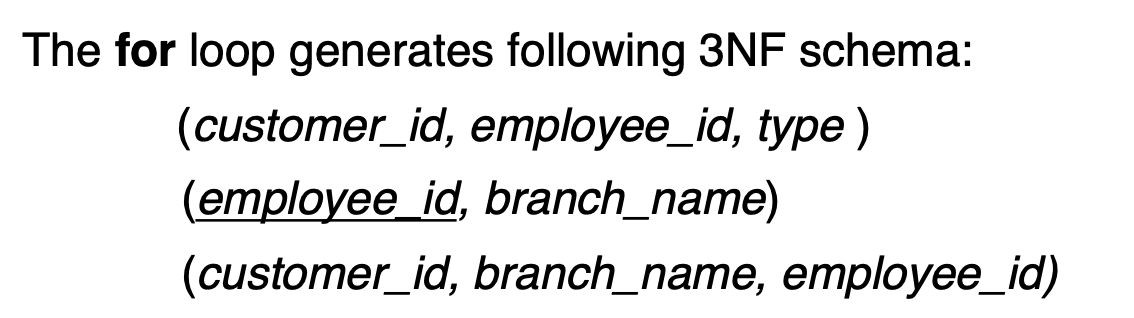 The for loop generates following 3NF schema:
(customer_id, employee_id, type )
(employee_id, branch_name)
(customer_id, branch_name, employee_id)